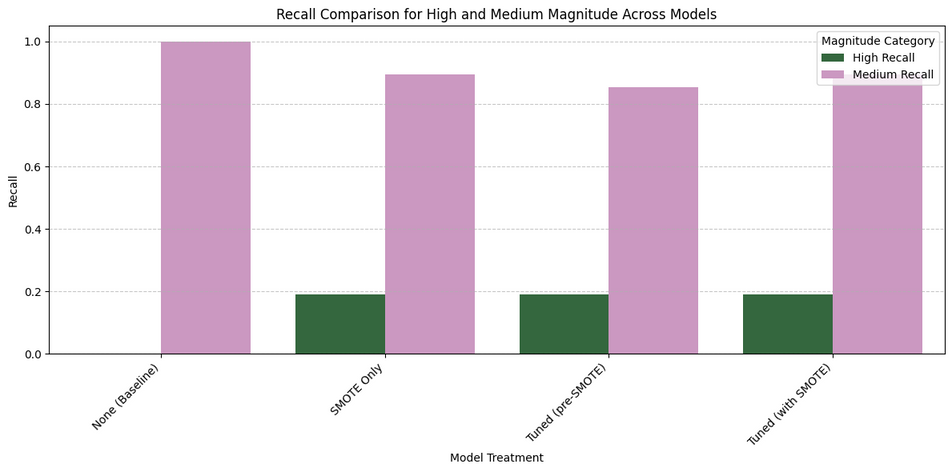 Recall Comparison for High and Medium Magnitude Across Models
Magnitude Category
High Recall
Medium Recall
1.0
0.8
0.6
0.4
0.2
0.0
Recall
None (Baseline)
SMOTE Only
Tuned (pre-SMOTE)
Tuned (with SMOTE)
Model Treatment